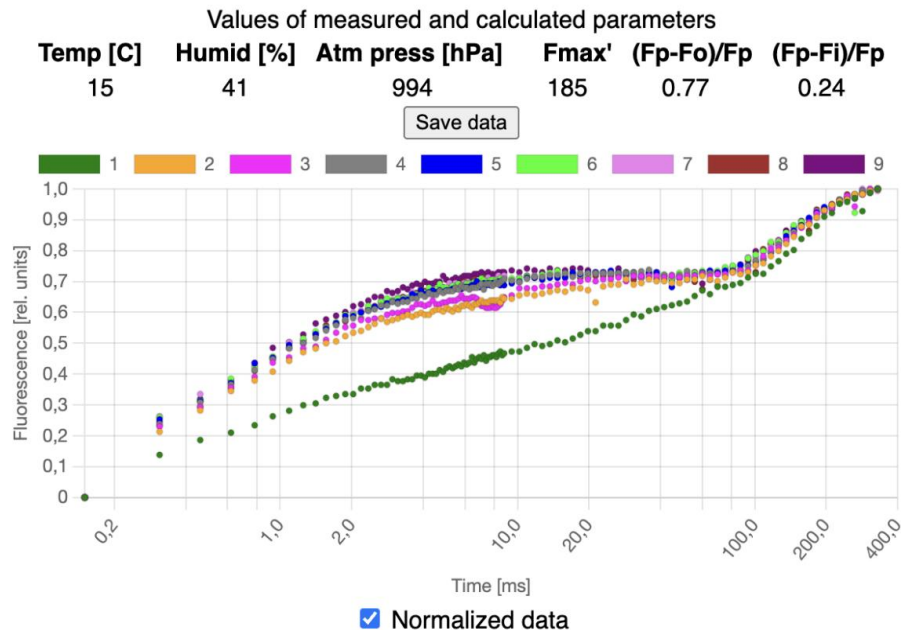 Values of measured and calculated parameters
Temp [C] Humid [%] Atm press [hPa] Fmax' (Fp-Fo)/Fp (Fp-Fi)/Fp
15 41 994 185 0.77 0.24
Save data
1 2 3 4 5 6 7 8 9
1,0
0,9
0,8
0,7
0,6
0,5
0,4
0,3
0,2
0,1
0
Fluorescence [rel. units]
0,2 1,0 2,0 10,0 20,0 100,0 200,0 400,0
Time [ms]
Normalized data